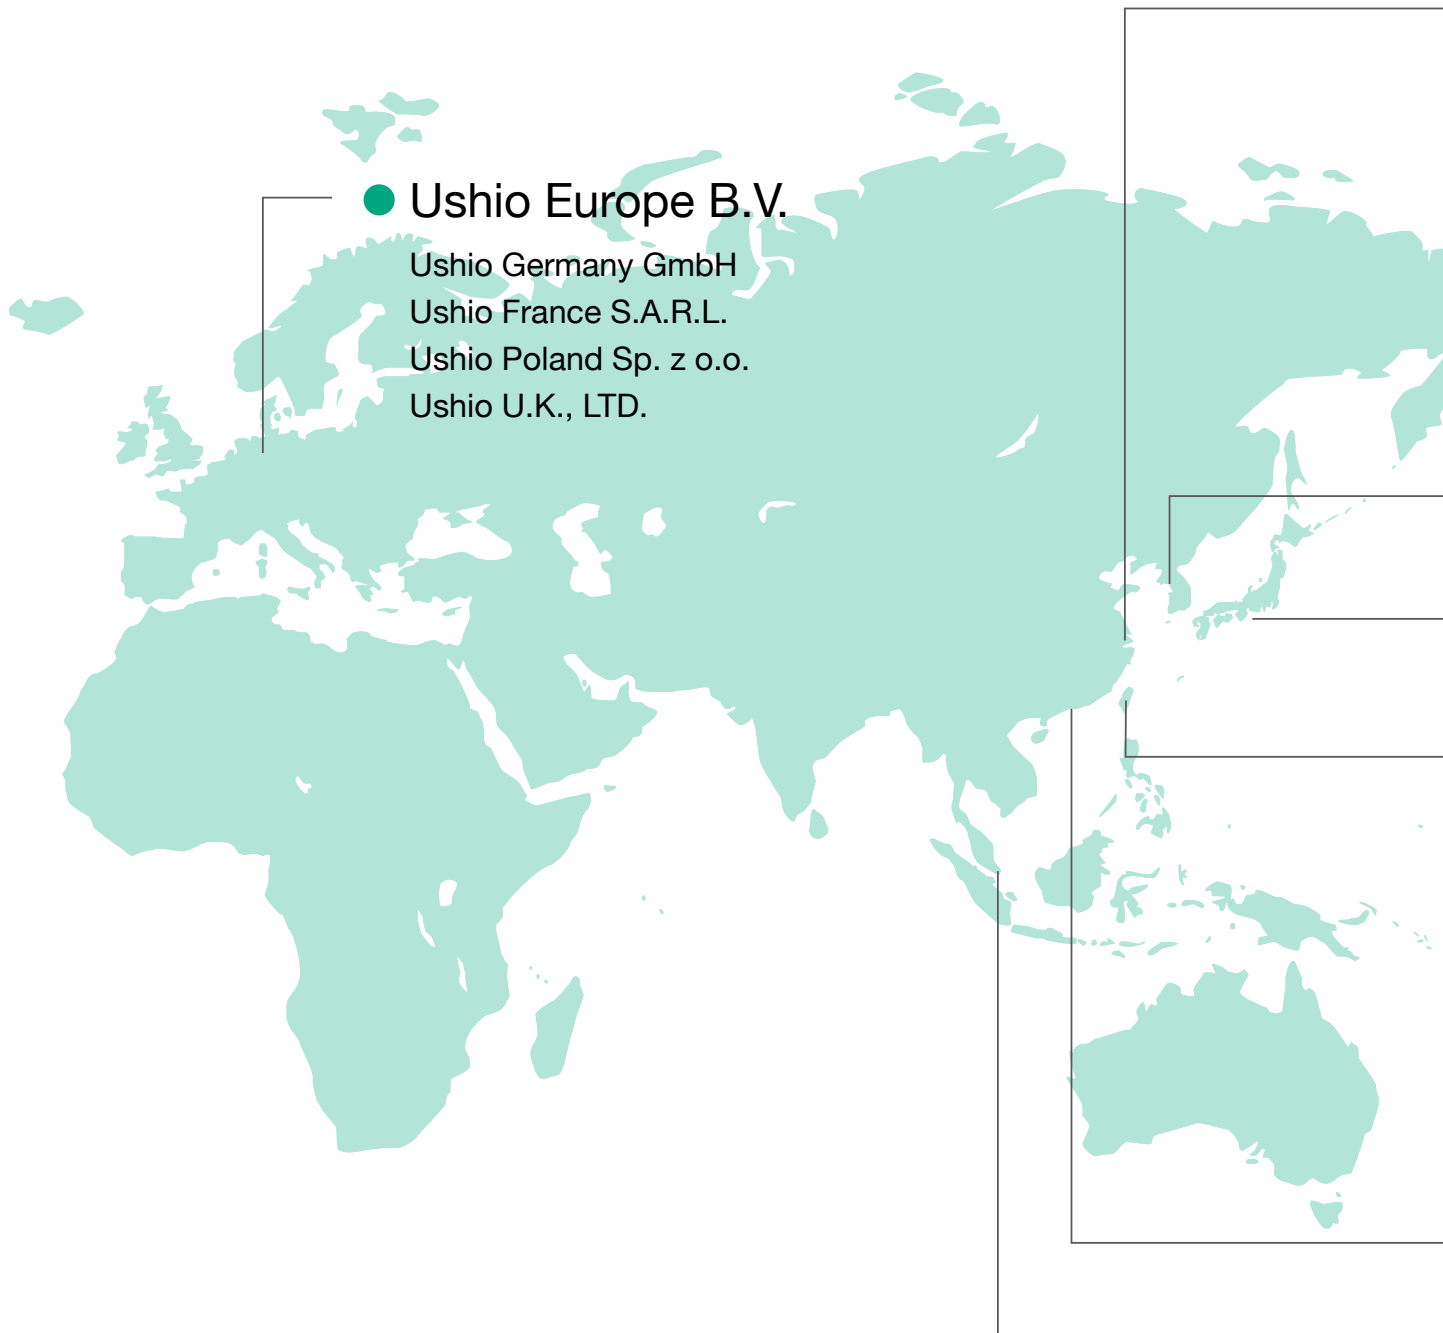 Ushio Europe B.V.
Ushio Germany GmbH
Ushio France S.A.R.L.
Ushio Poland Sp. z o.o.
Ushio U.K., LTD.